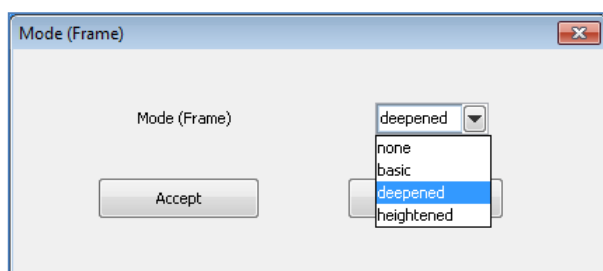 Mode (Frame)
Mode (Frame) deepened
none
basic
deepened
Accept
heightened